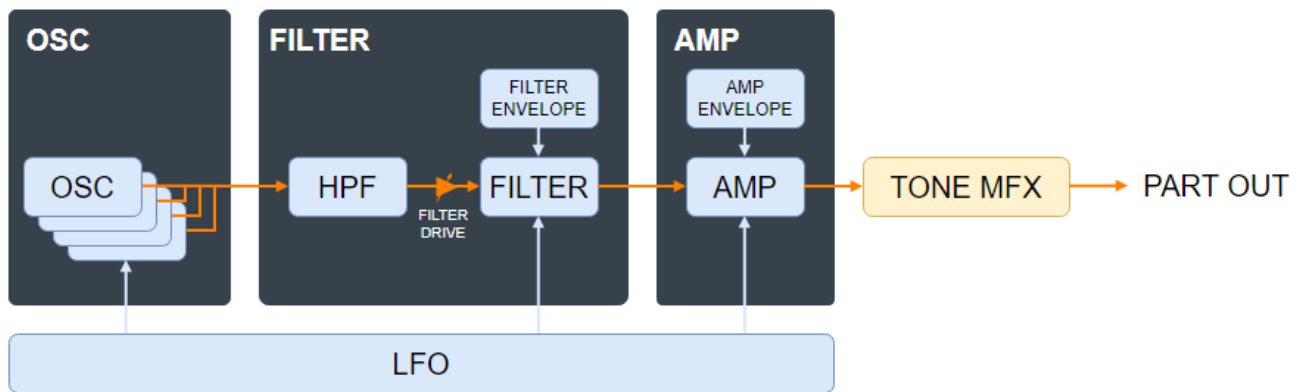 OSC
FILTER
AMP
FILTER
ENVELOPE
AMP
ENVELOPE
OSC
HPF
FILTER
DRIVE
FILTER
AMP
TONE MFX
PART OUT
LFO